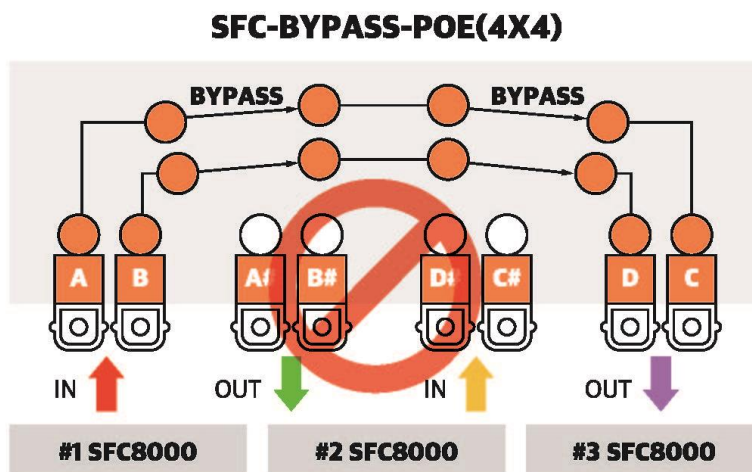 SFC-BYPASS-POE(4X4)
BYPASS BYPASS
A B A# B# D# C# D C
IN OUT IN OUT
#1 SFC8000 #2 SFC8000 #3 SFC8000